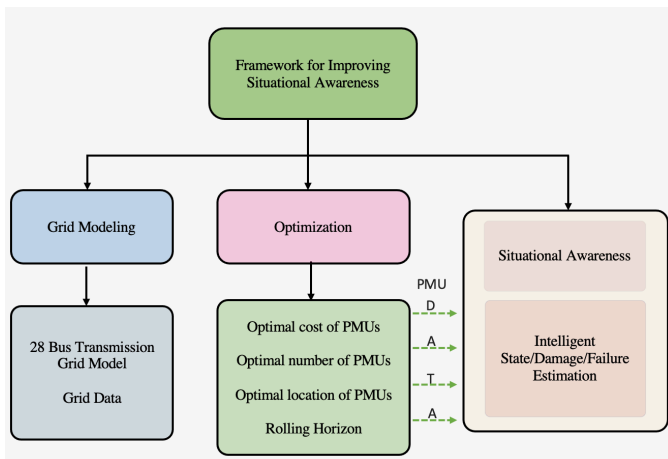 Framework for Improving
Situational Awareness
Grid Modeling
Optimization
Situational Awareness
28 Bus Transmission
Grid Model
Grid Data
Optimal cost of PMUs
Optimal number of PMUs
Optimal location of PMUs
Rolling Horizon
PMU
D
A
T
A
Intelligent
State/Damage/Failure
Estimation